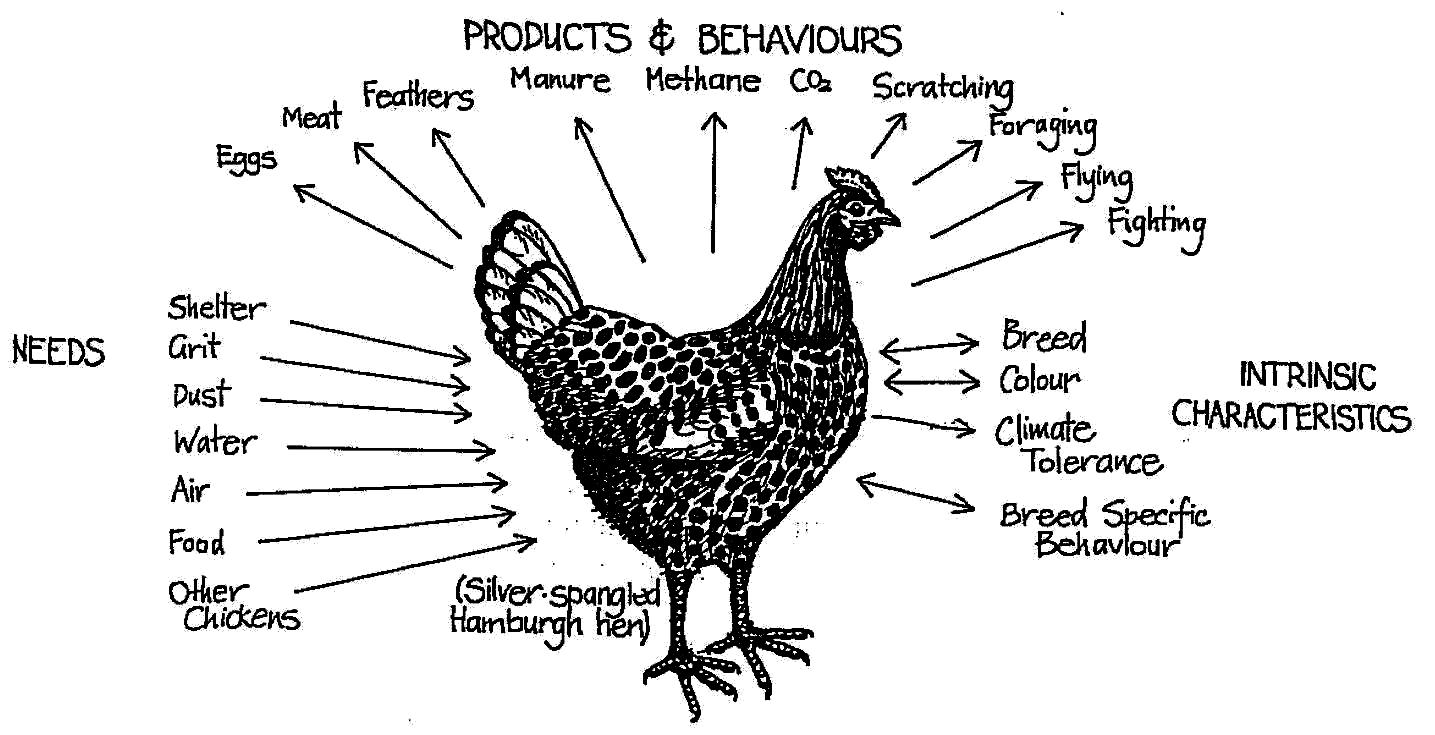 PRODUCTS & BEHAVIOURS
Manure Methane CO₂ Scratching
Feathers
Meat
Eggs
Foraging
Flying
Fighting
NEEDS
Shelter
Grit
Dust
Water
Air
Food
Other
Chickens
(Silver-spangled
Hamburgh hen)
Breed
Colour
Climate
Tolerance
Breed Specific
Behaviour
INTRINSIC
CHARACTERISTICS